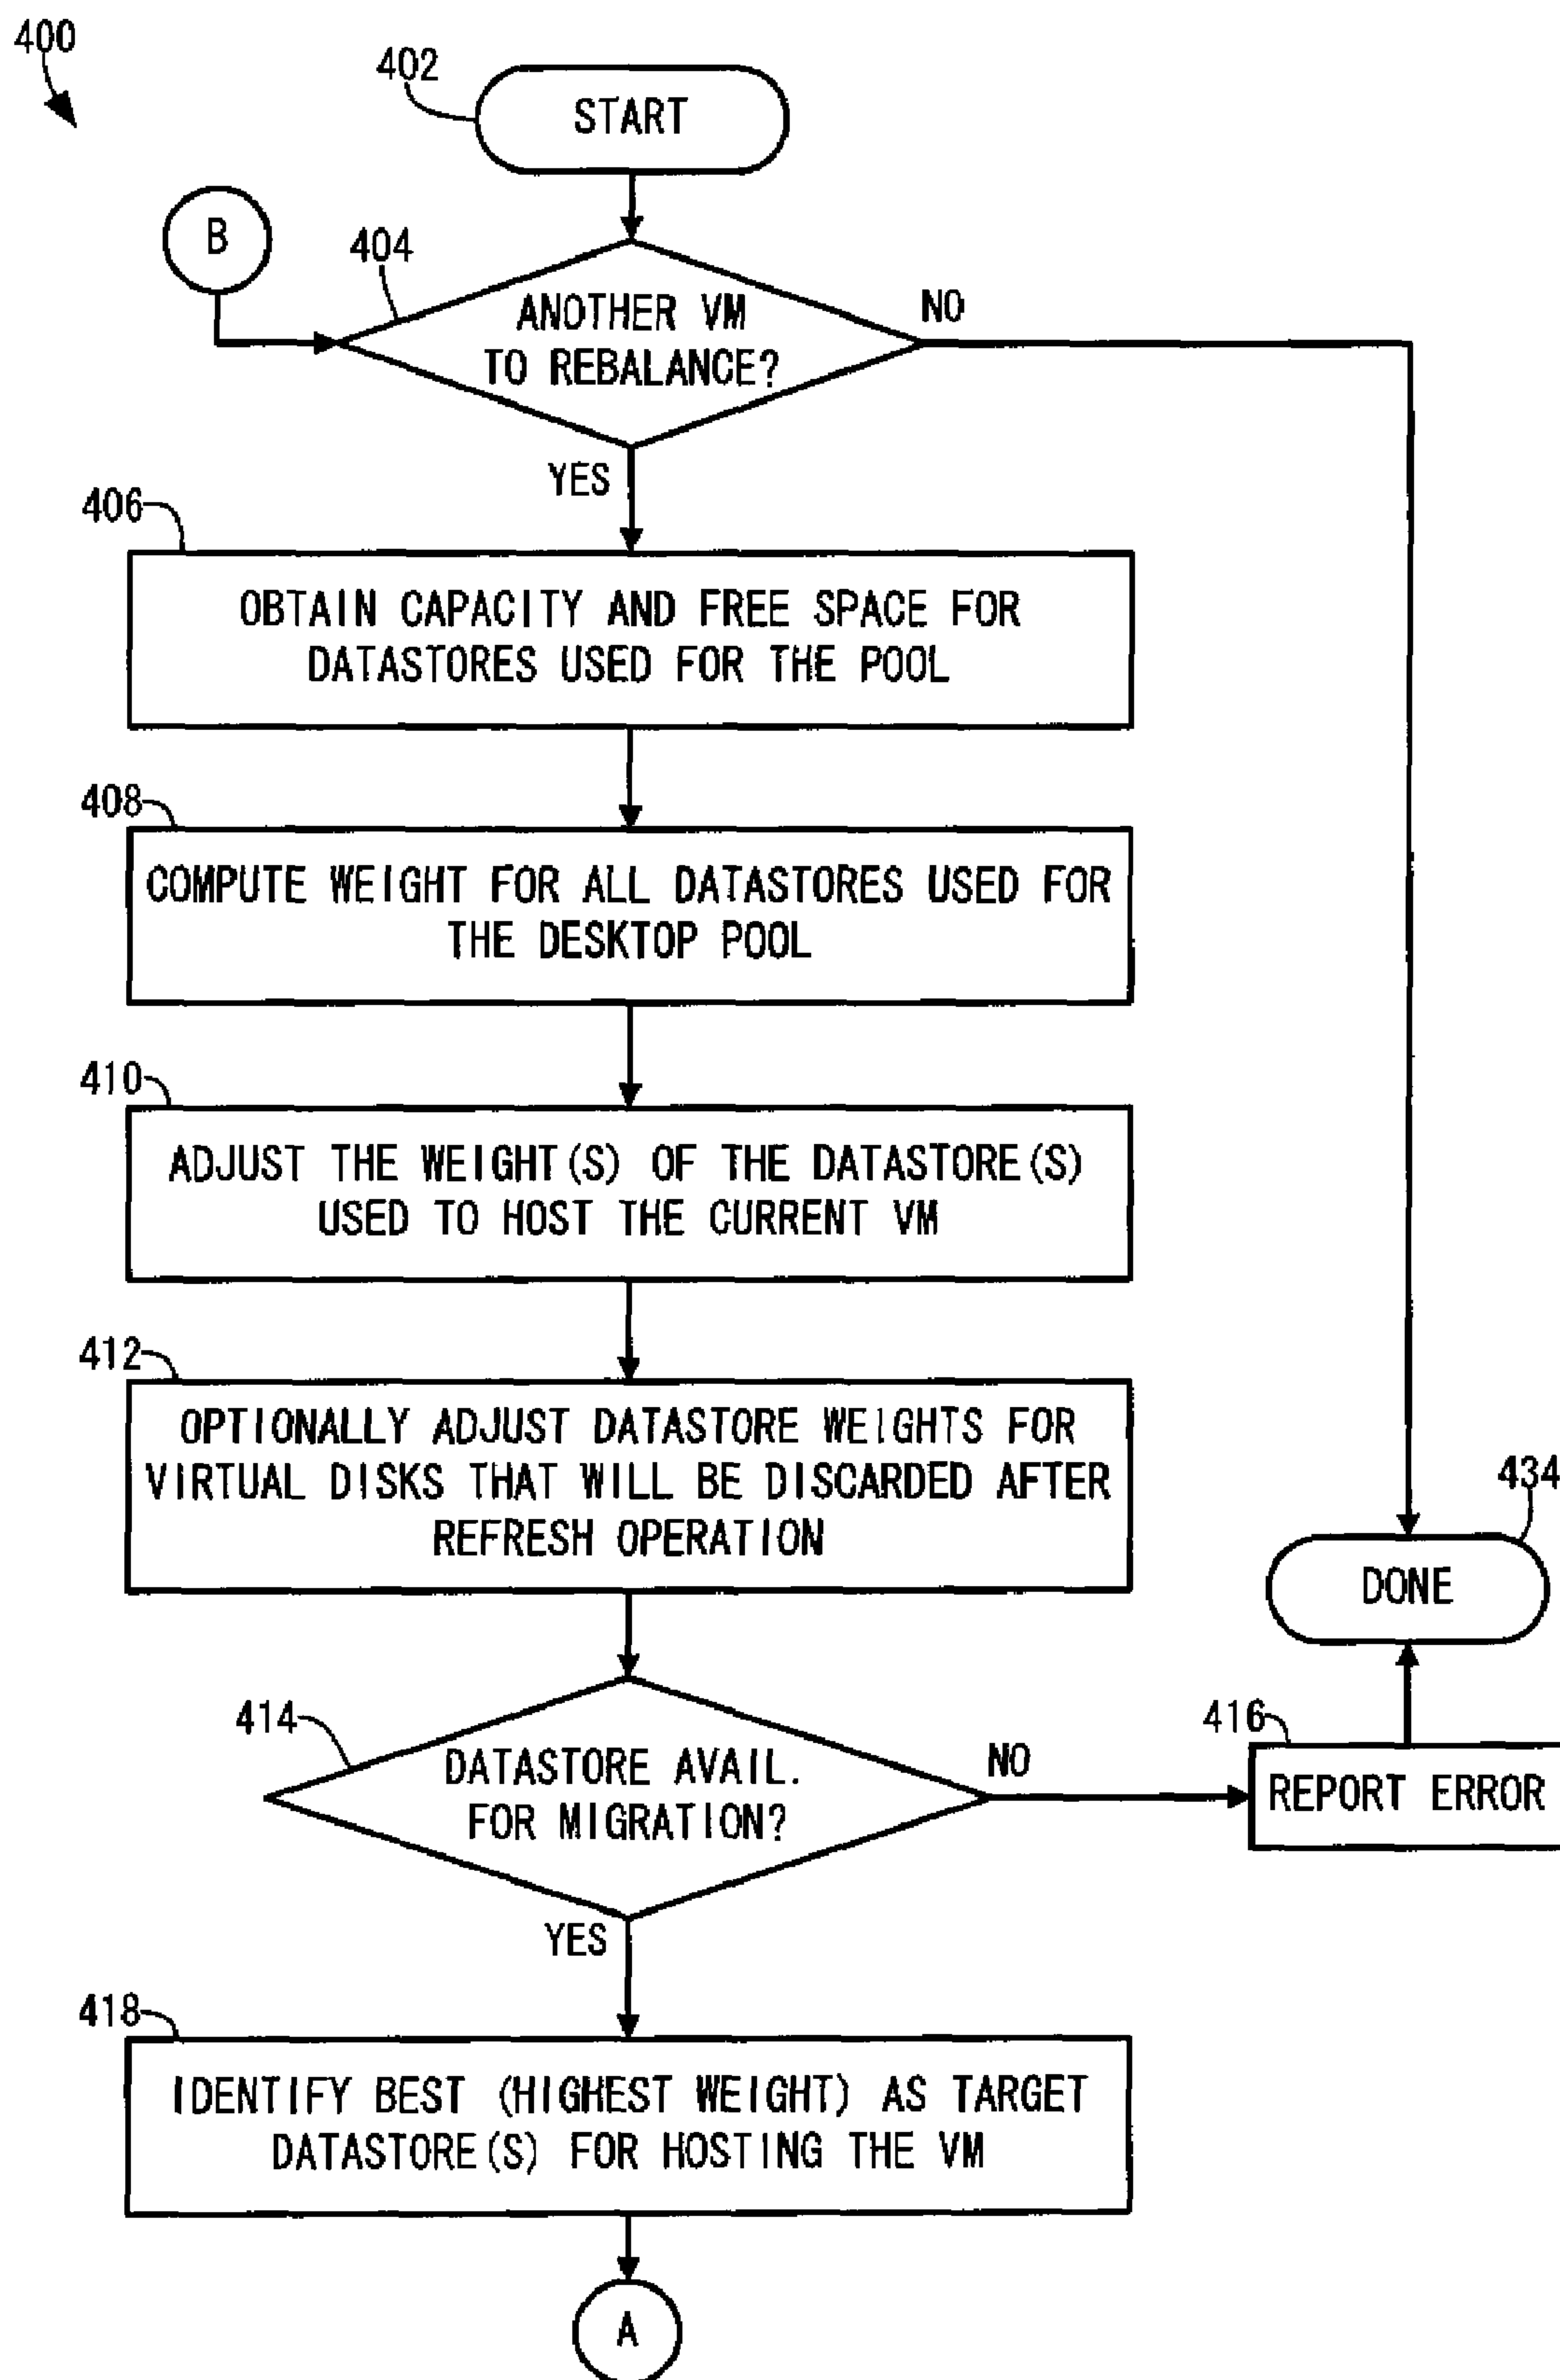 400
402
START
B
404
ANOTHER VM
TO REBALANCE?
NO
YES
406
OBTAIN CAPACITY AND FREE SPACE FOR
DATASTORES USED FOR THE POOL
408
COMPUTE WEIGHT FOR ALL DATASTORES USED FOR
THE DESKTOP POOL
410
ADJUST THE WEIGHT(S) OF THE DATASTORE(S)
USED TO HOST THE CURRENT VM
412
OPTIONALLY ADJUST DATASTORE WEIGHTS FOR
VIRTUAL DISKS THAT WILL BE DISCARDED AFTER
REFRESH OPERATION
434
DONE
414
DATASTORE AVAIL.
FOR MIGRATION?
NO
416
REPORT ERROR
YES
418
IDENTIFY BEST (HIGHEST WEIGHT) AS TARGET
DATASTORE(S) FOR HOSTING THE VM
A